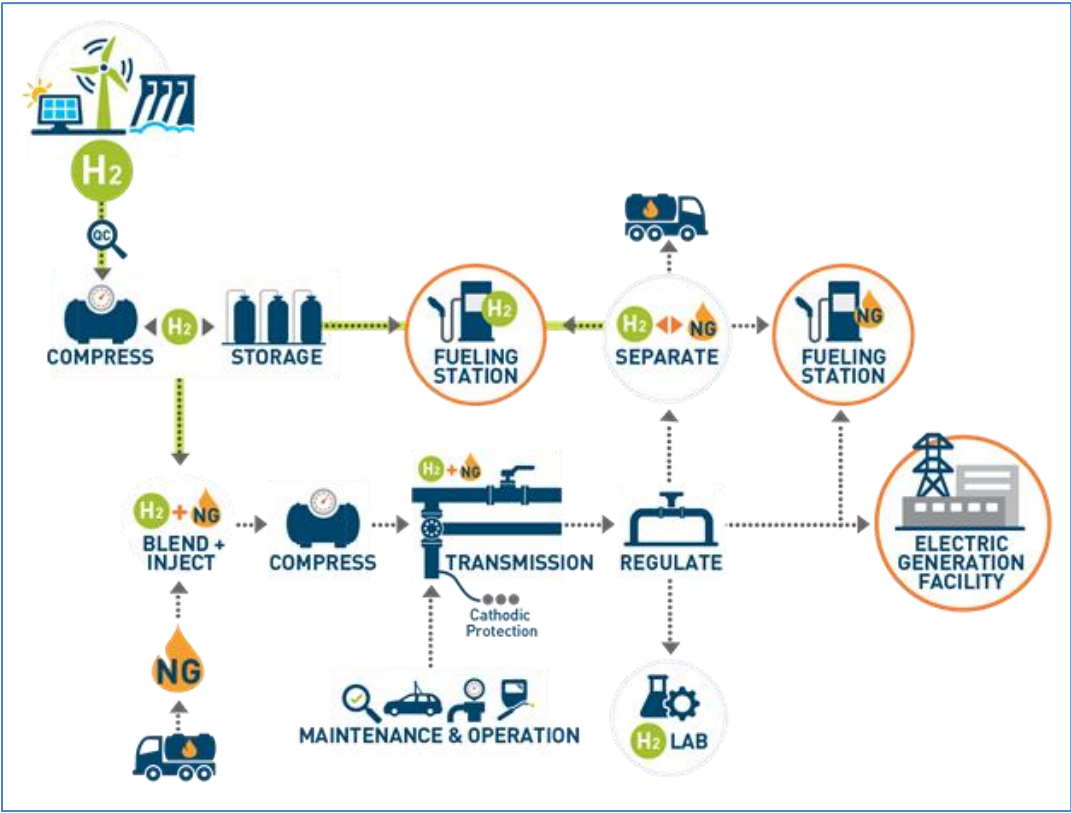 H2
QC
COMPRESS
H2
STORAGE
H2
FUELING
STATION
H2
NG
SEPARATE
NG
FUELING
STATION
H2 + NG
BLEND +
INJECT
COMPRESS
H2 + NG
TRANSMISSION
Cathodic
Protection
REGULATE
ELECTRIC
GENERATION
FACILITY
NG
MAINTENANCE & OPERATION
H2 LAB